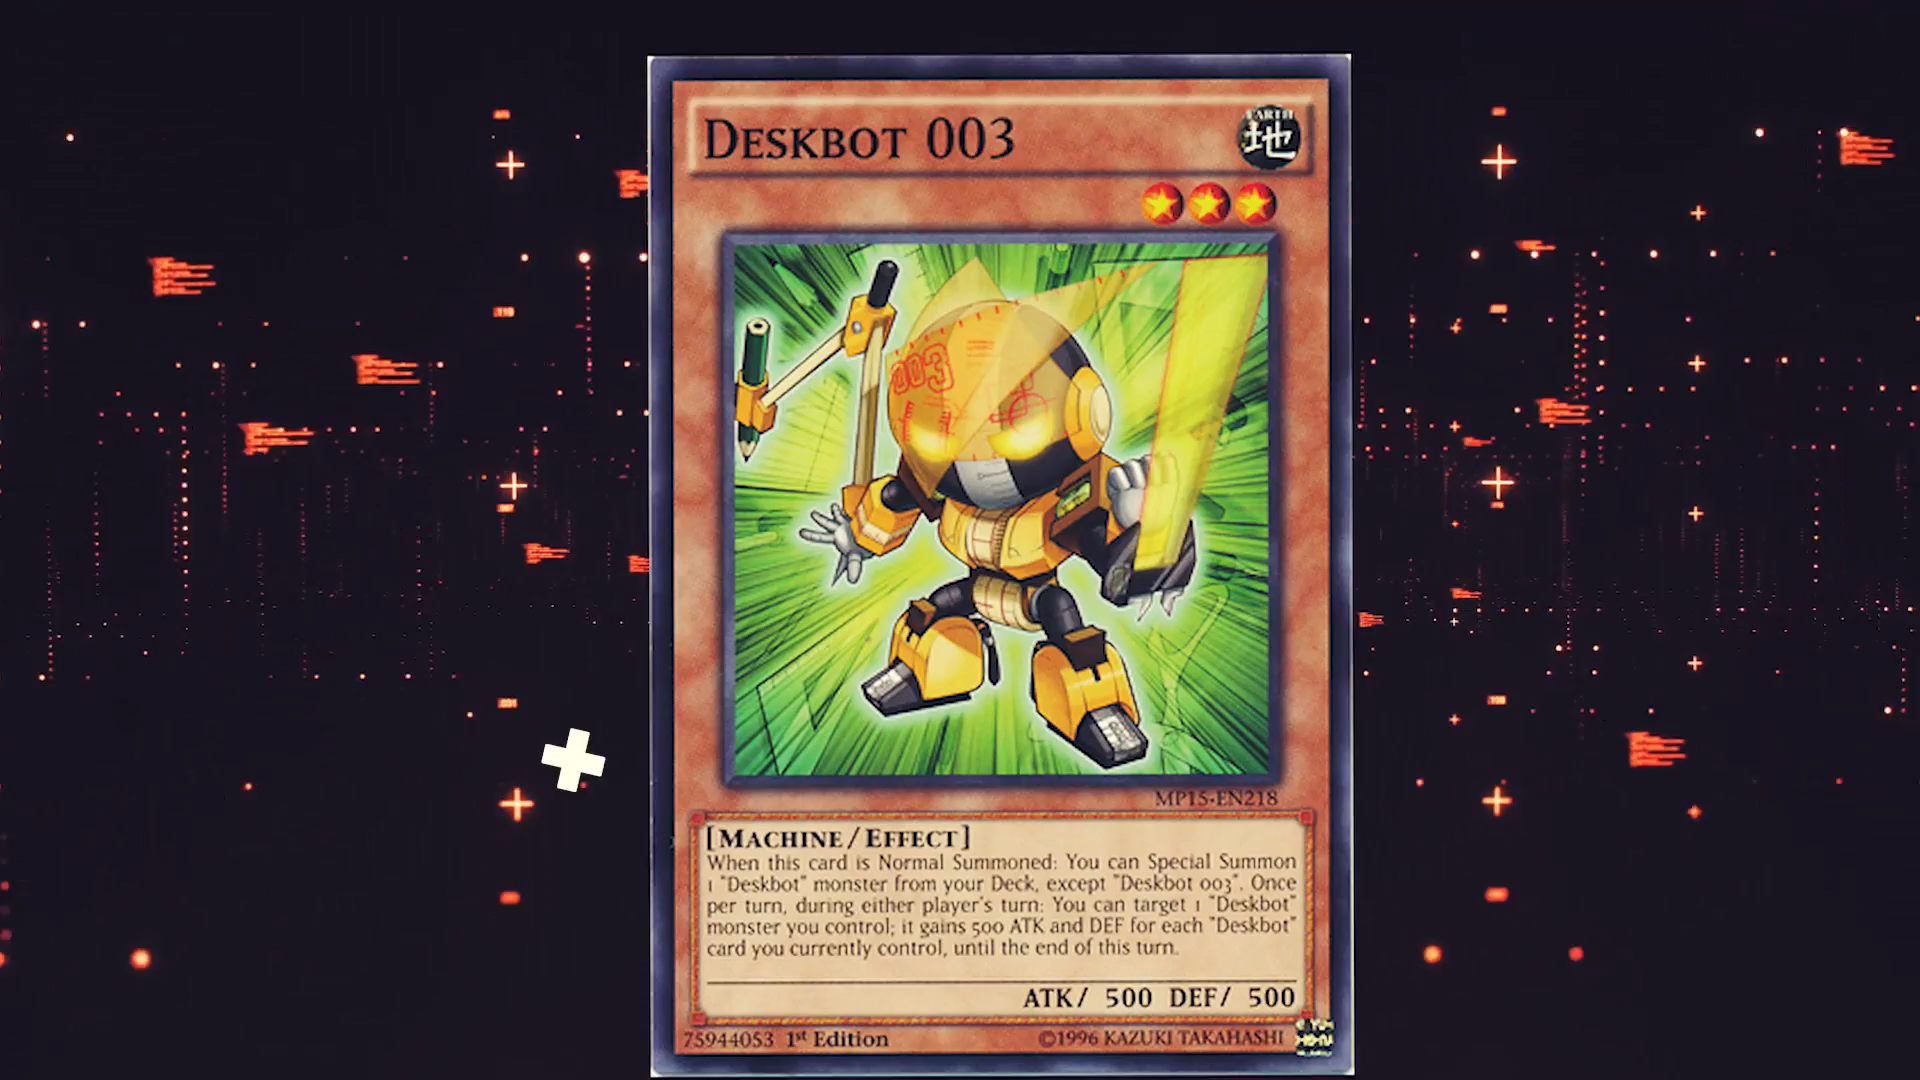 DESKBOT 003
EARTH
地
003
MP15-EN218
[MACHINE/EFFECT]
When this card is Normal Summoned: You can Special Summon
1 "Deskbot" monster from your Deck, except "Deskbot 003". Once
per turn, during either player's turn: You can target 1 "Deskbot"
monster you control; it gains 500 ATK and DEF for each "Deskbot"
card you currently control, until the end of this turn.
ATK/ 500 DEF/ 500
75944053 1st Edition
©1996 KAZUKI TAKAHASHI